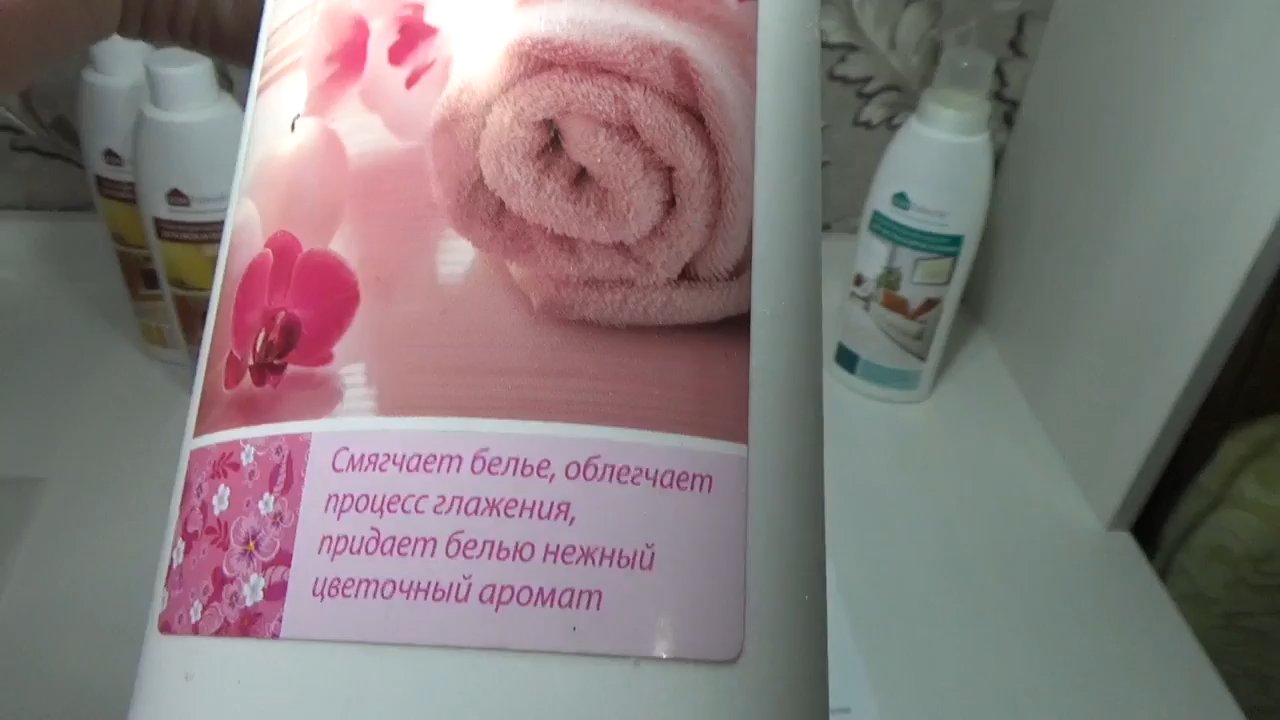 Смягчает белье, облегчает
процесс глажения,
придает белью нежный
цветочный аромат